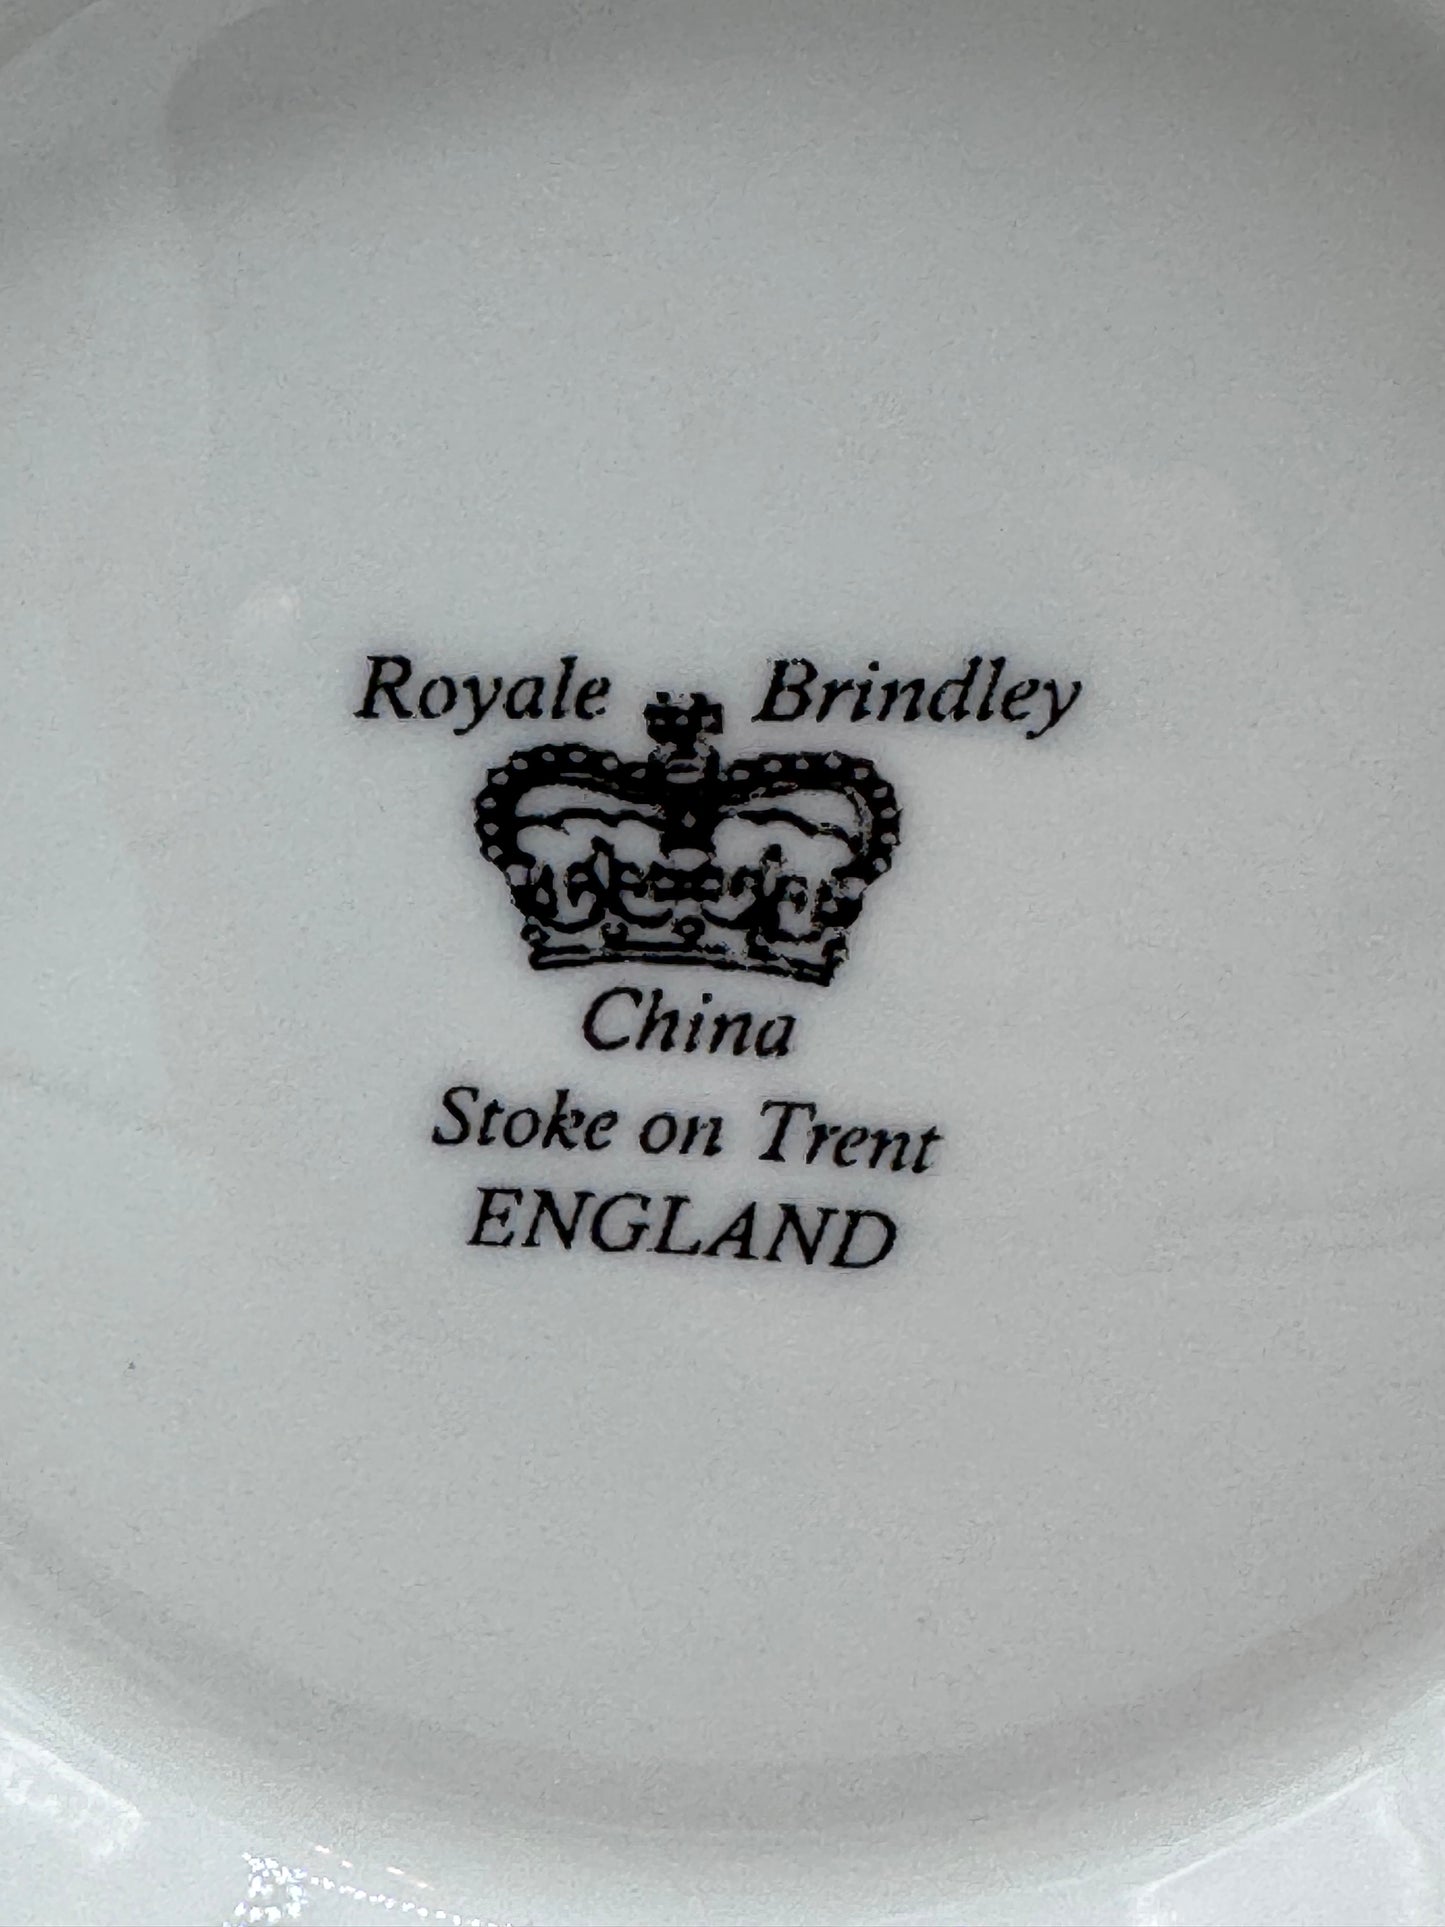 Royale Brindley
China
Stoke on Trent
ENGLAND